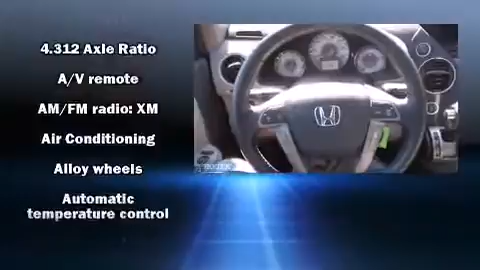 4.312 Axle Ratio
A/V remote
AM/FM radio: XM
Air Conditioning
Alloy wheels
Automatic
temperature control